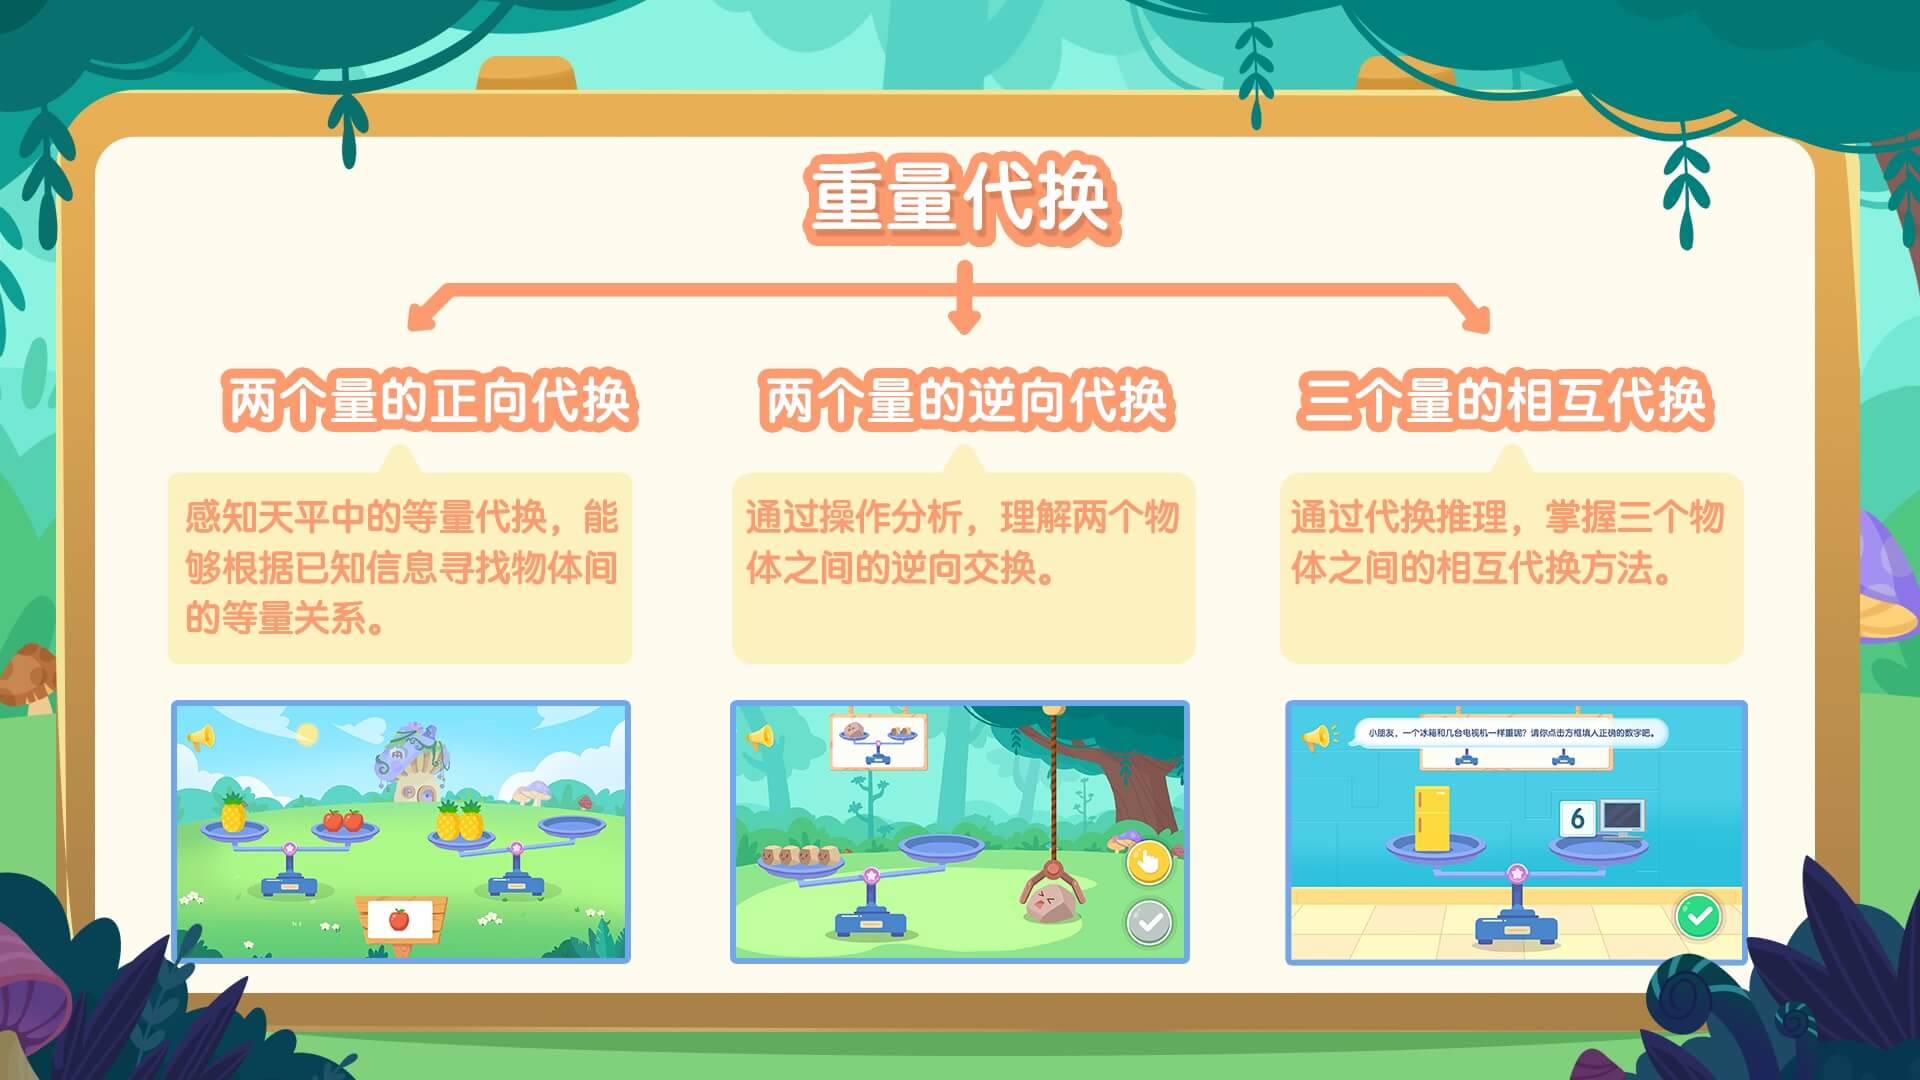 重量代换
两个量的正向代换
两个量的逆向代换
三个量的相互代换
感知天平中的等量代换，能
够根据已知信息寻找物体间
的等量关系。
通过操作分析，理解两个物
体之间的逆向交换。
通过代换推理，掌握三个物
体之间的相互代换方法。
小朋友，一个冰箱和几台电视机一样重呢？请你点击方框填入正确的数字吧。
6